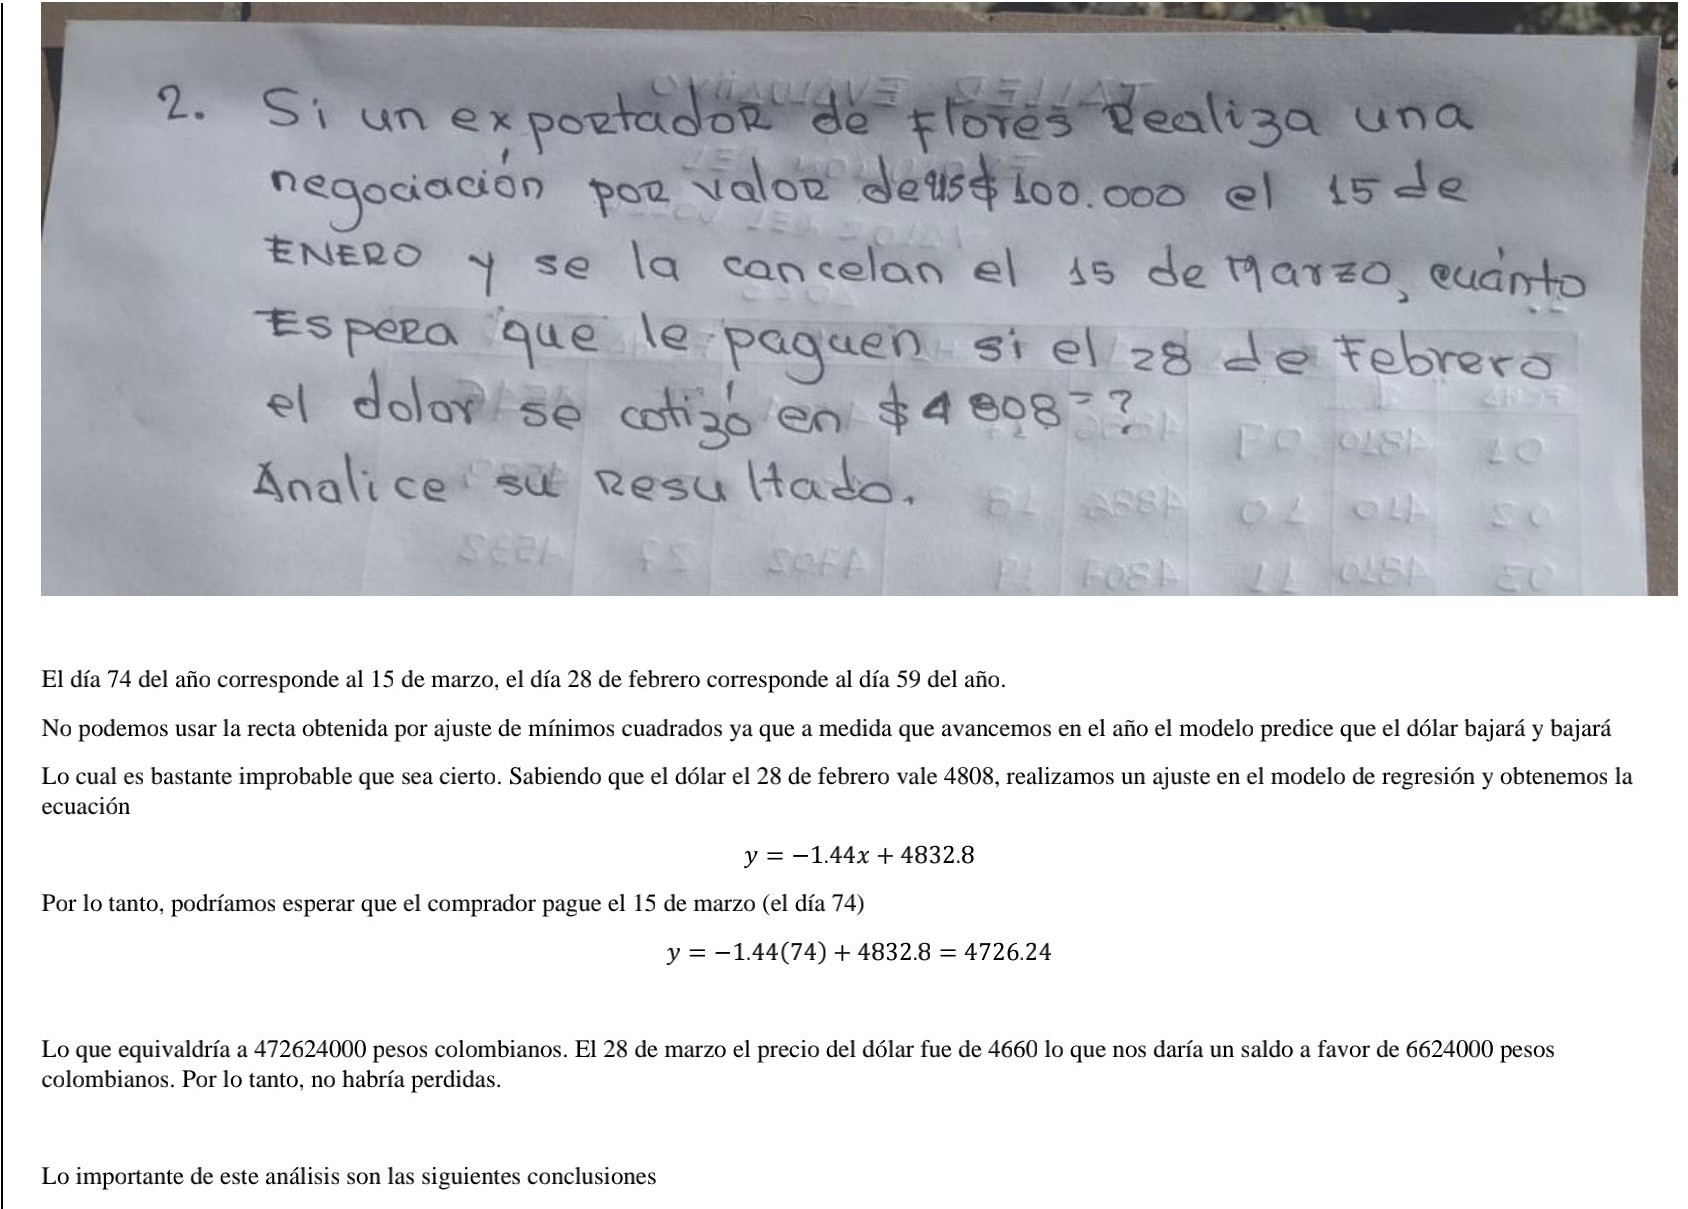 2. Si un exportador de flores Realiza una
negociación por valor de us$ 100.000 el 15 de
ENERO y se la cancelan el 15 de Marzo, cuánto
Espera que le paguen si el 28 de Febrero
el dolar se cotizó en $4808=?
Analice su Resultado.
El día 74 del año corresponde al 15 de marzo, el día 28 de febrero corresponde al día 59 del año.
No podemos usar la recta obtenida por ajuste de mínimos cuadrados ya que a medida que avancemos en el año el modelo predice que el dólar bajará y bajará
Lo cual es bastante improbable que sea cierto. Sabiendo que el dólar el 28 de febrero vale 4808, realizamos un ajuste en el modelo de regresión y obtenemos la
ecuación
y = −1.44x + 4832.8
Por lo tanto, podríamos esperar que el comprador pague el 15 de marzo (el día 74)
y = −1.44(74) + 4832.8 = 4726.24
Lo que equivaldría a 472624000 pesos colombianos. El 28 de marzo el precio del dólar fue de 4660 lo que nos daría un saldo a favor de 6624000 pesos
colombianos. Por lo tanto, no habría perdidas.
Lo importante de este análisis son las siguientes conclusiones